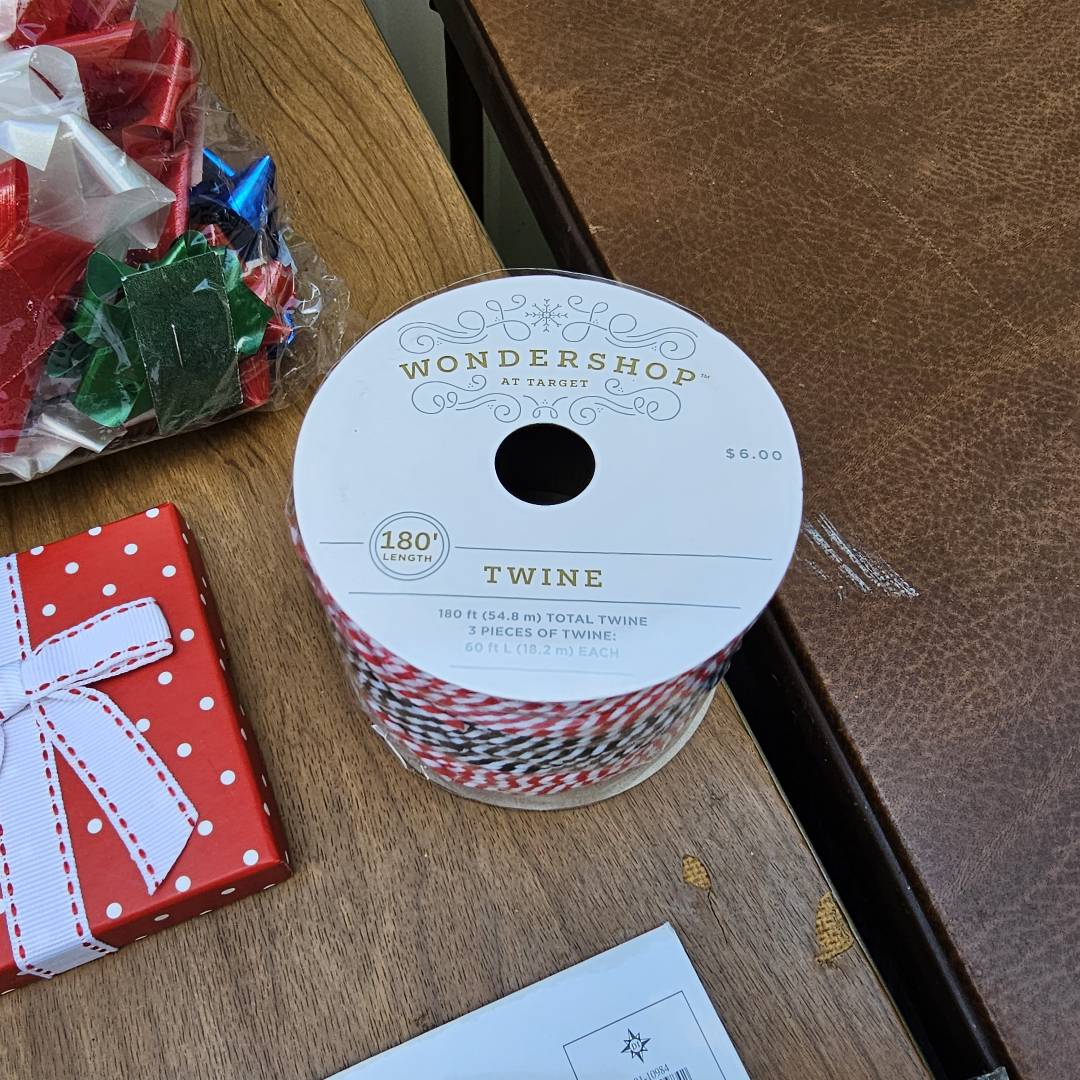 WONDERSHOP™
AT TARGET
$6.00
180'
LENGTH
TWINE
180 ft (54.8 m) TOTAL TWINE
3 PIECES OF TWINE:
60 ft L (18.2 m) EACH